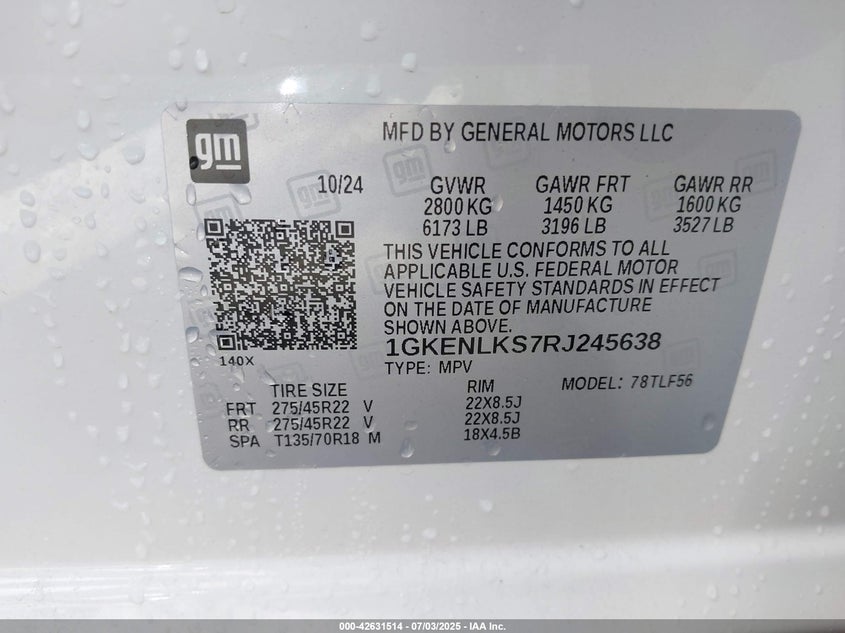 gm
MFD BY GENERAL MOTORS LLC
10/24 GVWR GAWR FRT GAWR RR
2800 KG 1450 KG 1600 KG
6173 LB 3196 LB 3527 LB
THIS VEHICLE CONFORMS TO ALL
APPLICABLE U.S. FEDERAL MOTOR
VEHICLE SAFETY STANDARDS IN EFFECT
ON THE DATE OF MANUFACTURE
SHOWN ABOVE.
1GKENLKS7RJ245638
140X
TYPE: MPV MODEL: 78TLF56
TIRE SIZE RIM
FRT 275/45R22 V 22X8.5J
RR 275/45R22 V 22X8.5J
SPA T135/70R18 M 18X4.5B
000-42631514 - 07/03/2025 - IAA Inc.